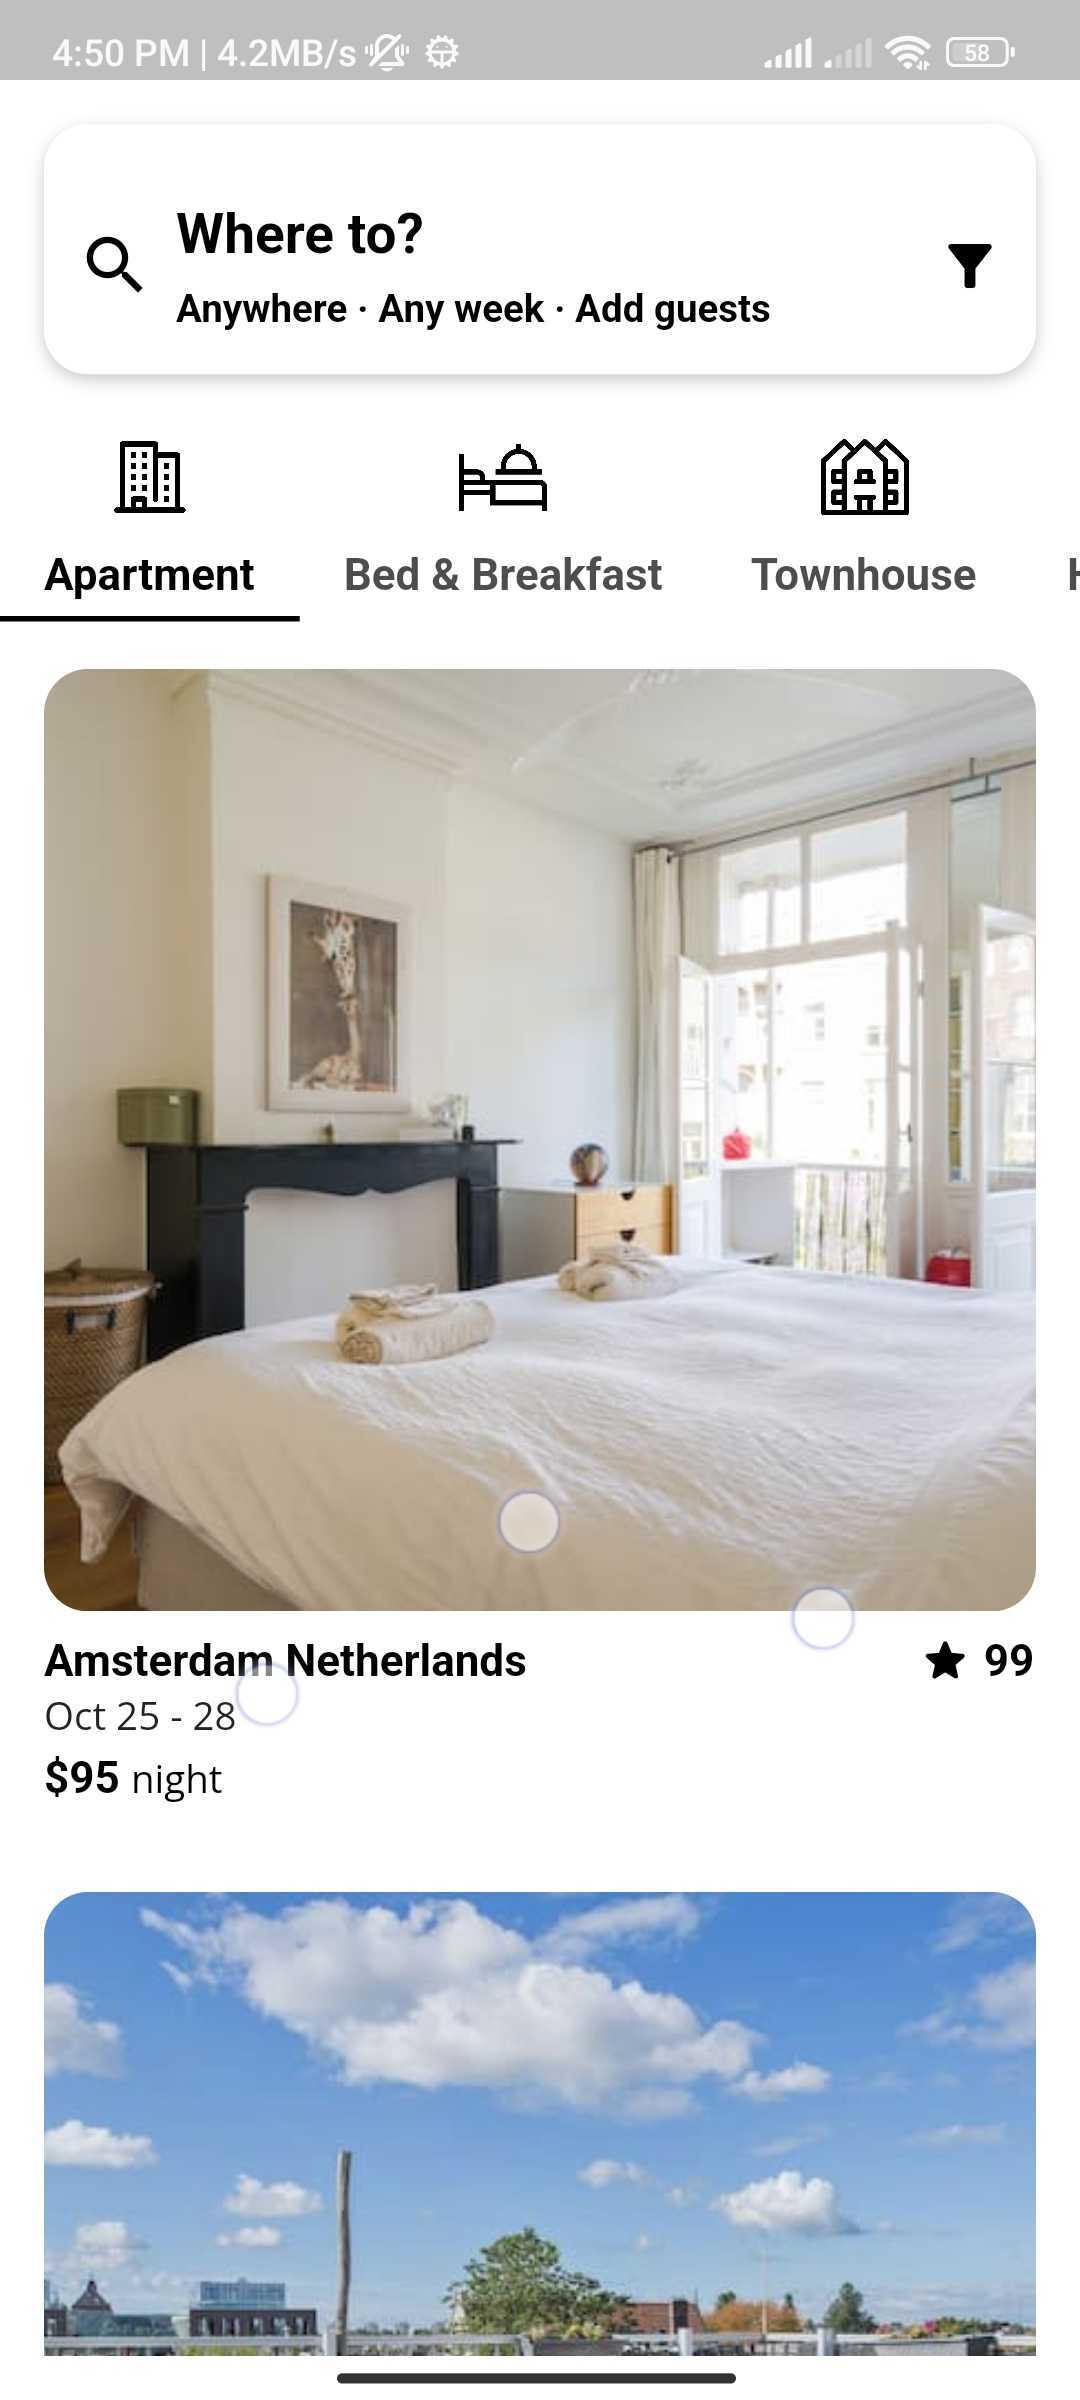 4:50 PM | 4.2MB/s
58
Where to?
Anywhere · Any week · Add guests
Apartment
Bed & Breakfast
Townhouse
Amsterdam Netherlands
99
Oct 25 - 28
$95 night